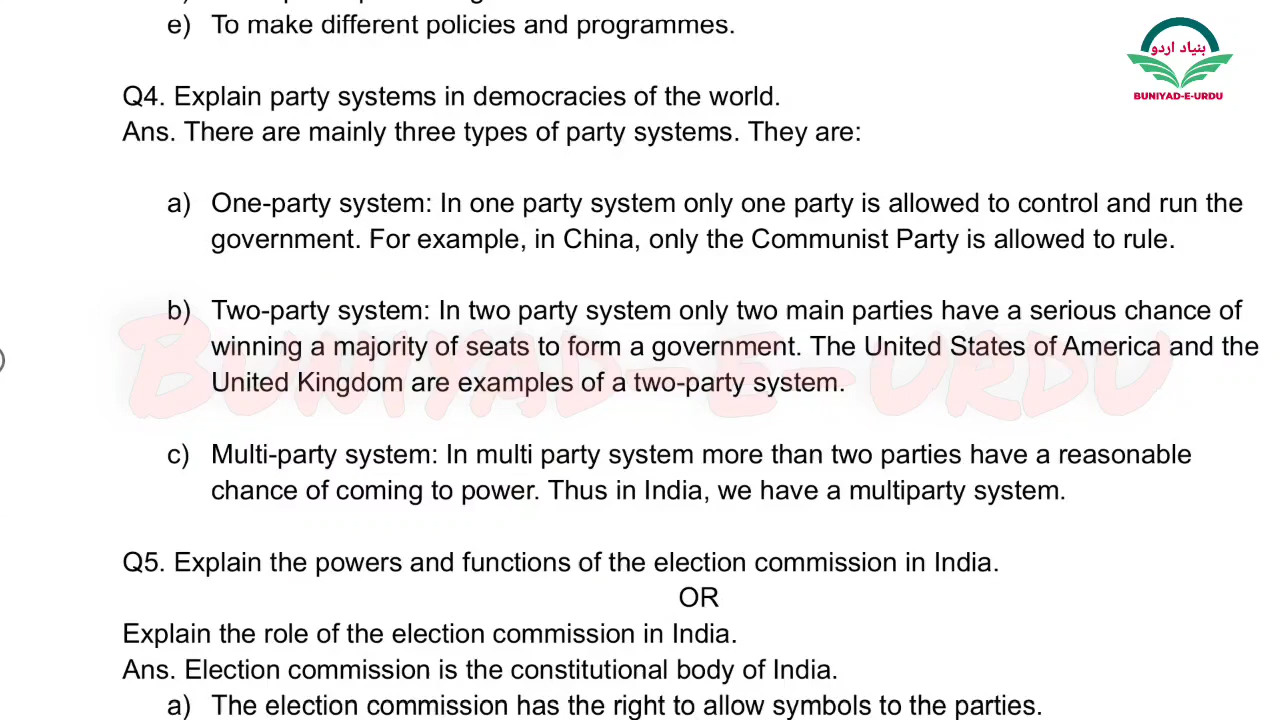 e) To make different policies and programmes.
بنیاد اردو
BUNIYAD-E-URDU
Q4. Explain party systems in democracies of the world.
Ans. There are mainly three types of party systems. They are:
a) One-party system: In one party system only one party is allowed to control and run the
government. For example, in China, only the Communist Party is allowed to rule.
b) Two-party system: In two party system only two main parties have a serious chance of
winning a majority of seats to form a government. The United States of America and the
United Kingdom are examples of a two-party system.
BUNIYAD-E-URDU
c) Multi-party system: In multi party system more than two parties have a reasonable
chance of coming to power. Thus in India, we have a multiparty system.
Q5. Explain the powers and functions of the election commission in India.
OR
Explain the role of the election commission in India.
Ans. Election commission is the constitutional body of India.
a) The election commission has the right to allow symbols to the parties.